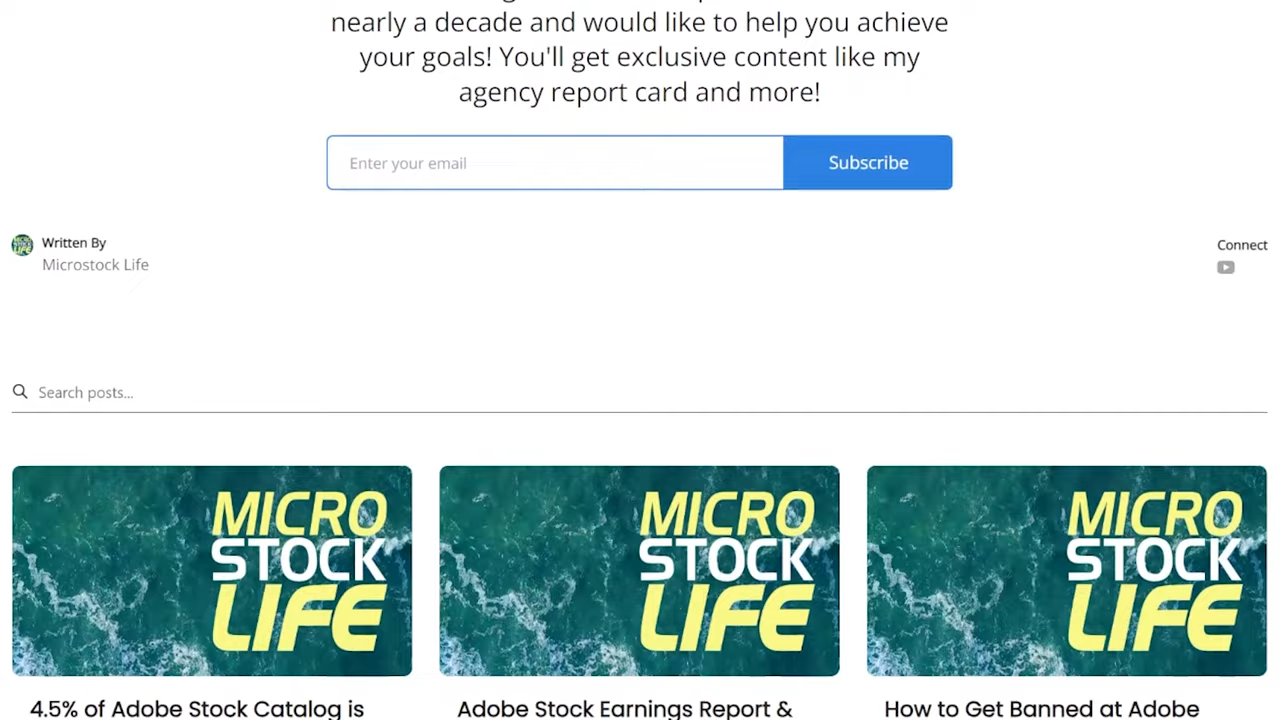 nearly a decade and would like to help you achieve
your goals! You'll get exclusive content like my
agency report card and more!
Enter your email
Subscribe
Written By
Microstock Life
Connect
Search posts...
MICRO
STOCK
LIFE
MICRO
STOCK
LIFE
MICRO
STOCK
LIFE
4.5% of Adobe Stock Catalog is
Adobe Stock Earnings Report &
How to Get Banned at Adobe